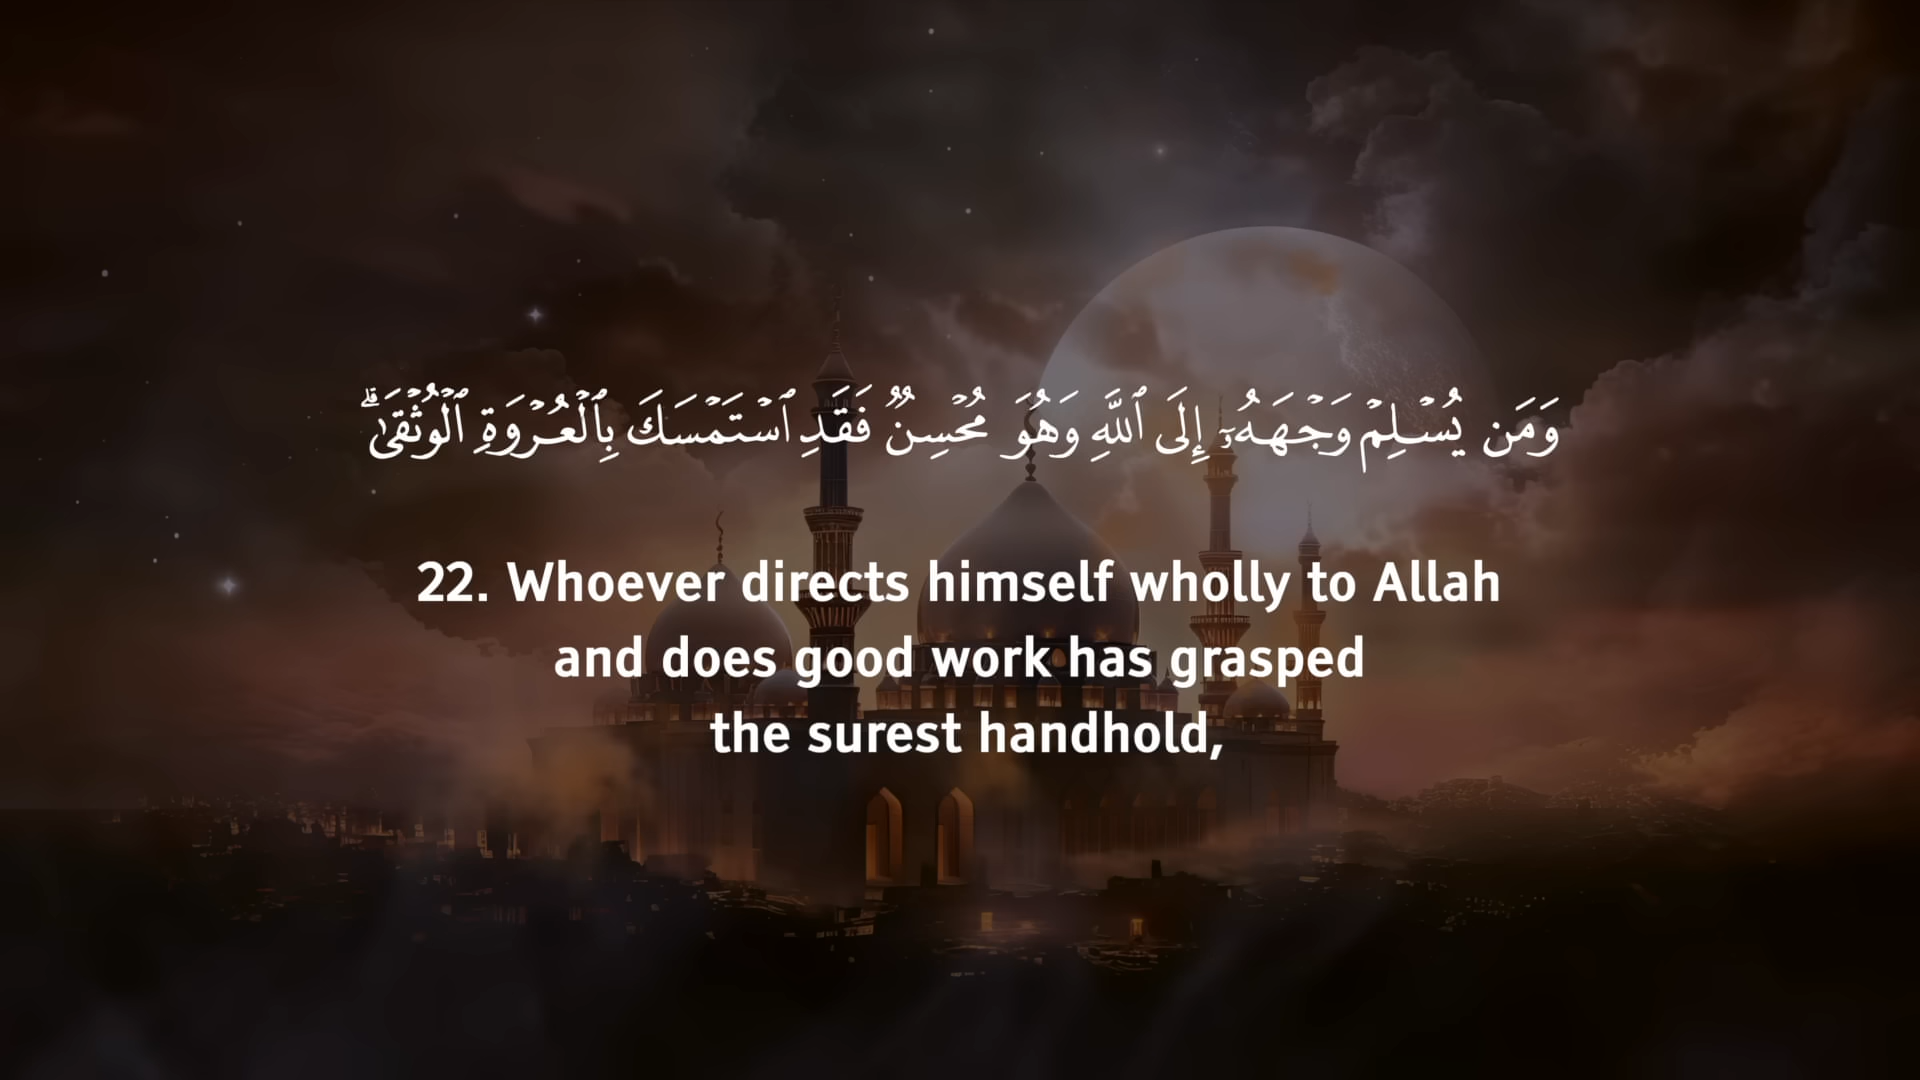 وَمَن يُسۡلِمۡ وَجۡهَهُۥٓ إِلَى ٱللَّهِ وَهُوَ مُحۡسِنٌ فَقَدِ ٱسۡتَمۡسَكَ بِٱلۡعُرۡوَةِ ٱلۡوُثۡقَىٰۗ
22. Whoever directs himself wholly to Allah
and does good work has grasped
the surest handhold,